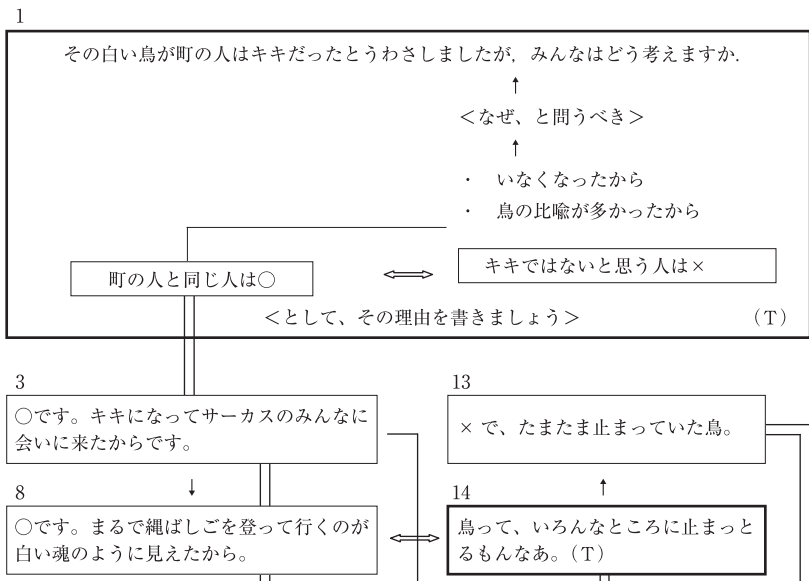 1
その白い鳥が町の人はキキだったとうわさしましたが，みんなはどう考えますか.
↑
＜なぜ、と問うべき＞
↑
・　いなくなったから
・　鳥の比喩が多かったから
町の人と同じ人は○
⇔
キキではないと思う人は×
＜として、その理由を書きましょう＞
（T）
3
○です。キキになってサーカスのみんなに
会いに来たからです。
↓
8
○です。まるで縄ばしごを登って行くのが
白い魂のように見えたから。
⇔
13
× で、たまたま止まっていた鳥。
↑
14
鳥って、いろんなところに止まっと
るもんなあ。（T）